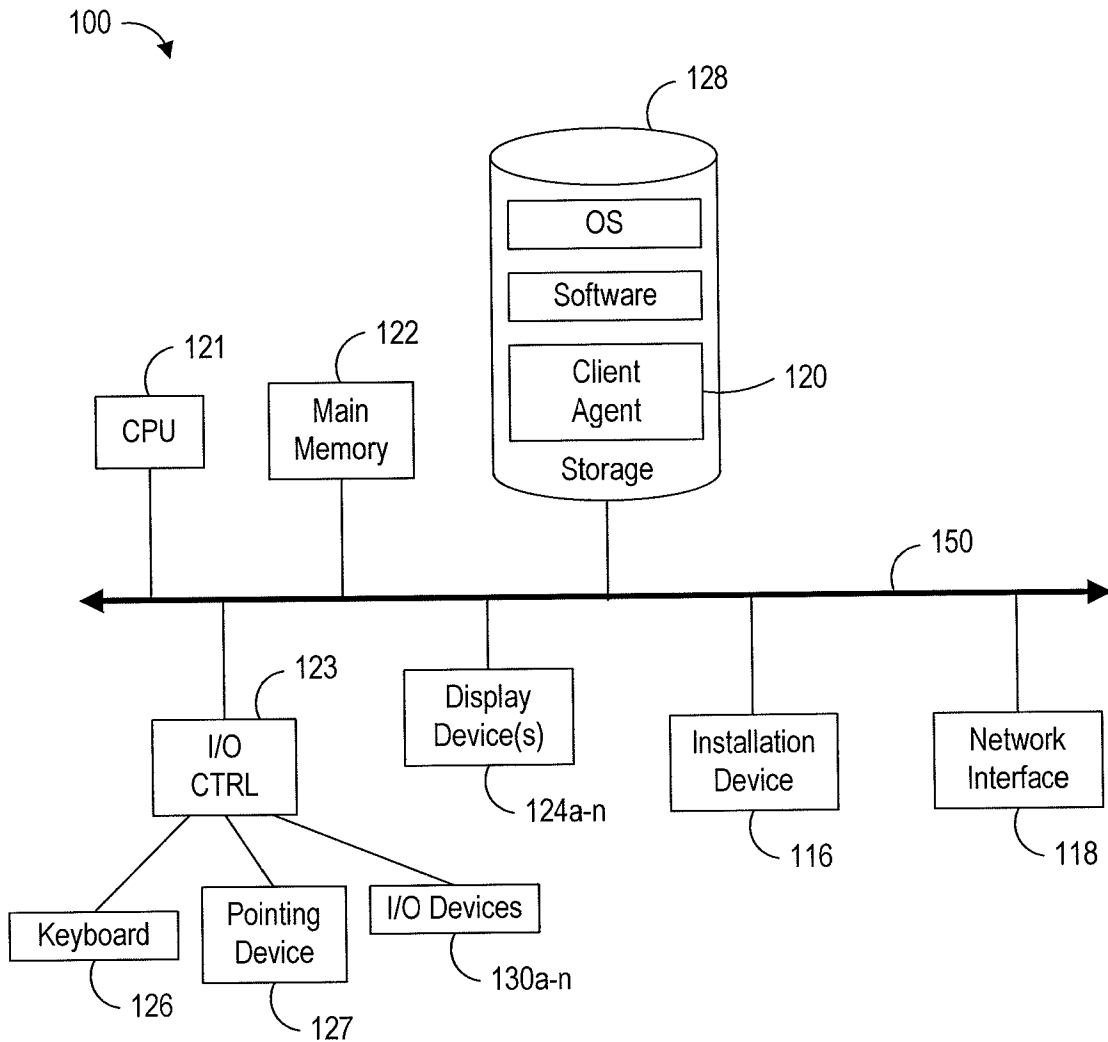 100
128
OS
Software
Client
Agent
120
Storage
121
CPU
122
Main
Memory
150
123
I/O
CTRL
Display
Device(s)
124a-n
Installation
Device
116
Network
Interface
118
Keyboard
126
Pointing
Device
127
I/O Devices
130a-n